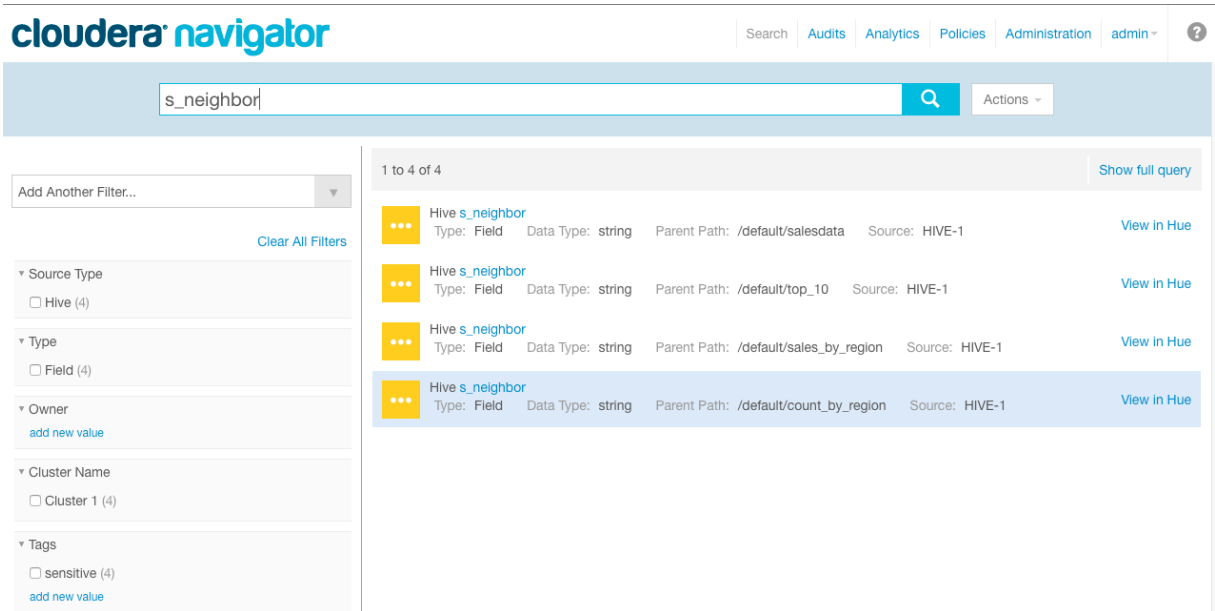 cloudera navigator
Search Audits Analytics Policies Administration admin ?
s_neighbor Actions
Add Another Filter...
Clear All Filters
Source Type
Hive (4)
Type
Field (4)
Owner
add new value
Cluster Name
Cluster 1 (4)
Tags
sensitive (4)
add new value
1 to 4 of 4 Show full query
Hive s_neighbor
Type: Field Data Type: string Parent Path: /default/salesdata Source: HIVE-1 View in Hue
Hive s_neighbor
Type: Field Data Type: string Parent Path: /default/top_10 Source: HIVE-1 View in Hue
Hive s_neighbor
Type: Field Data Type: string Parent Path: /default/sales_by_region Source: HIVE-1 View in Hue
Hive s_neighbor
Type: Field Data Type: string Parent Path: /default/count_by_region Source: HIVE-1 View in Hue